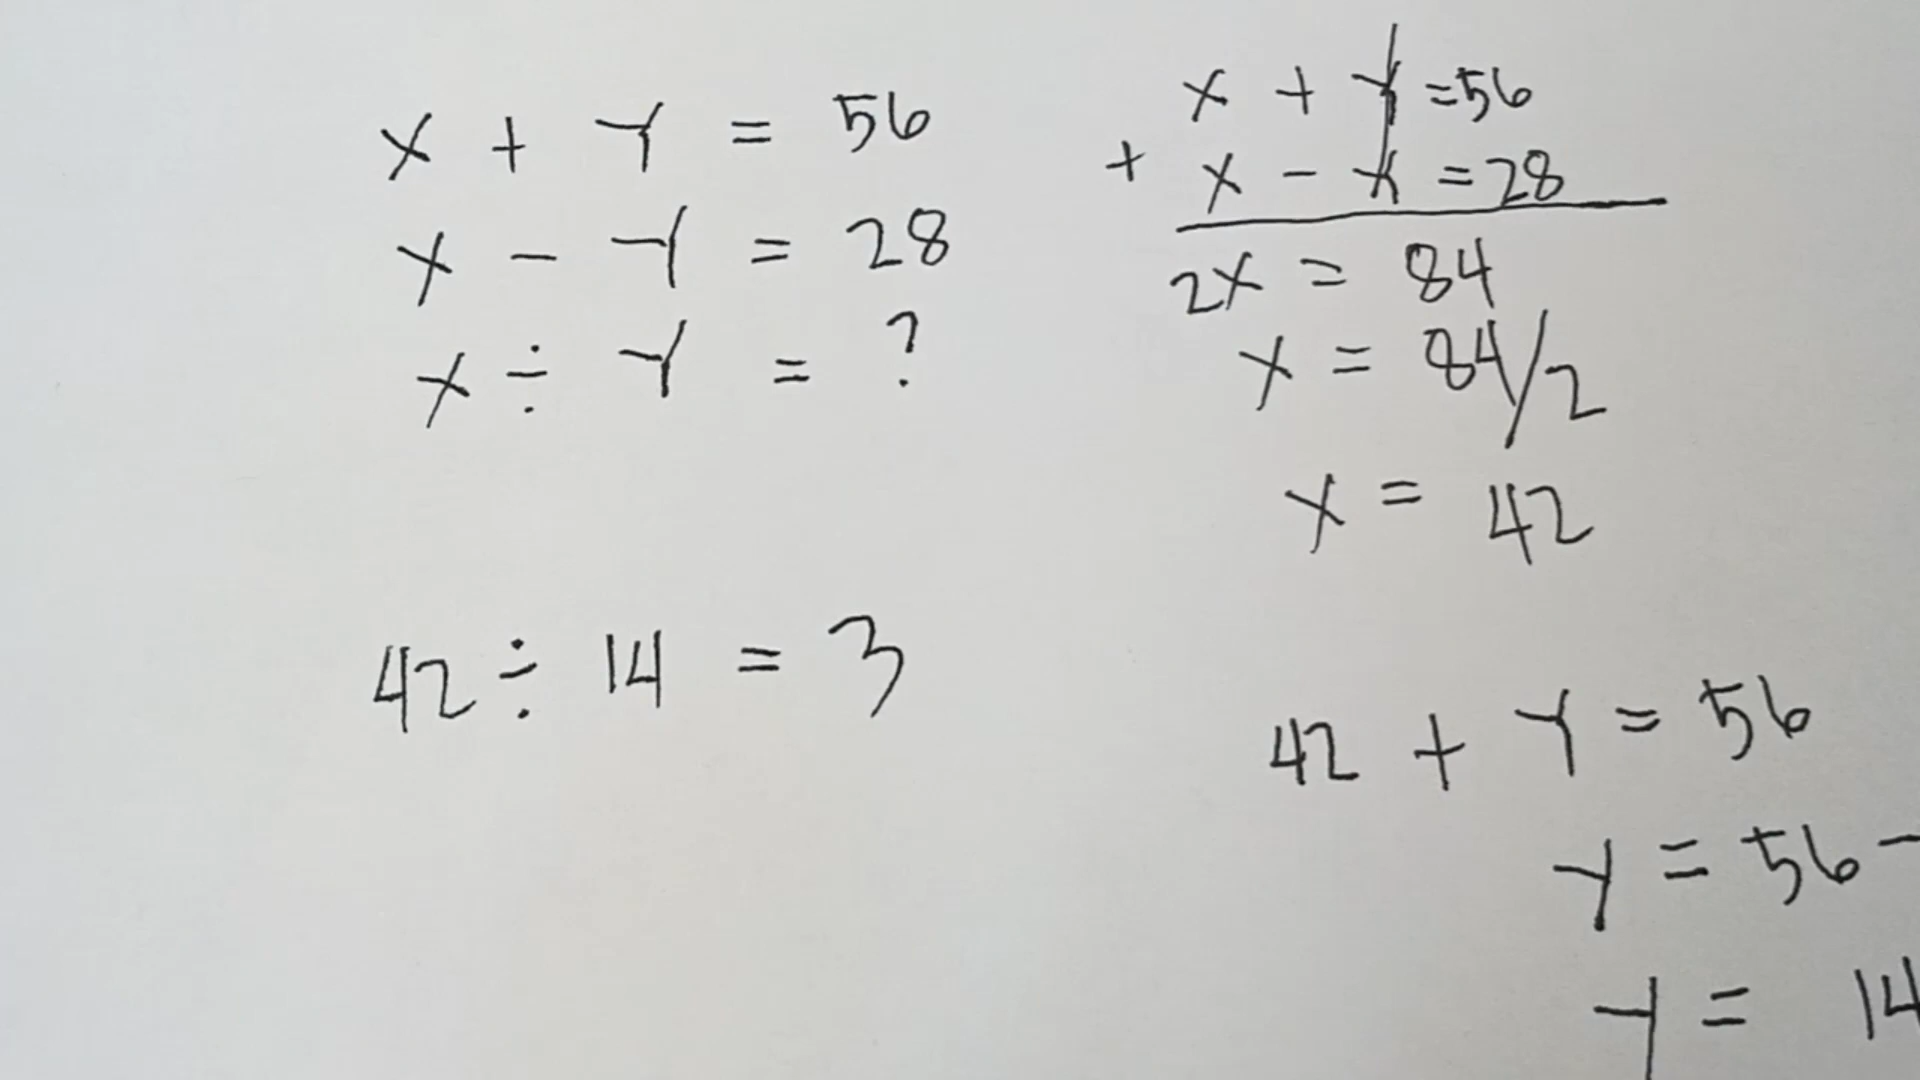 X + Y = 56
X - Y = 28
X ÷ Y = ?
42 ÷ 14 = 3
X + Y = 56
+ X - Y = 28
2X = 84
X = 84/2
X = 42
42 + Y = 56
Y = 56 -
Y = 14